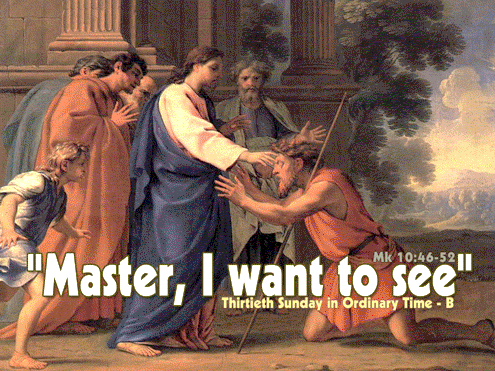 Mk 10:46-52
"Master, I want to see"
Thirtieth Sunday in Ordinary Time - B